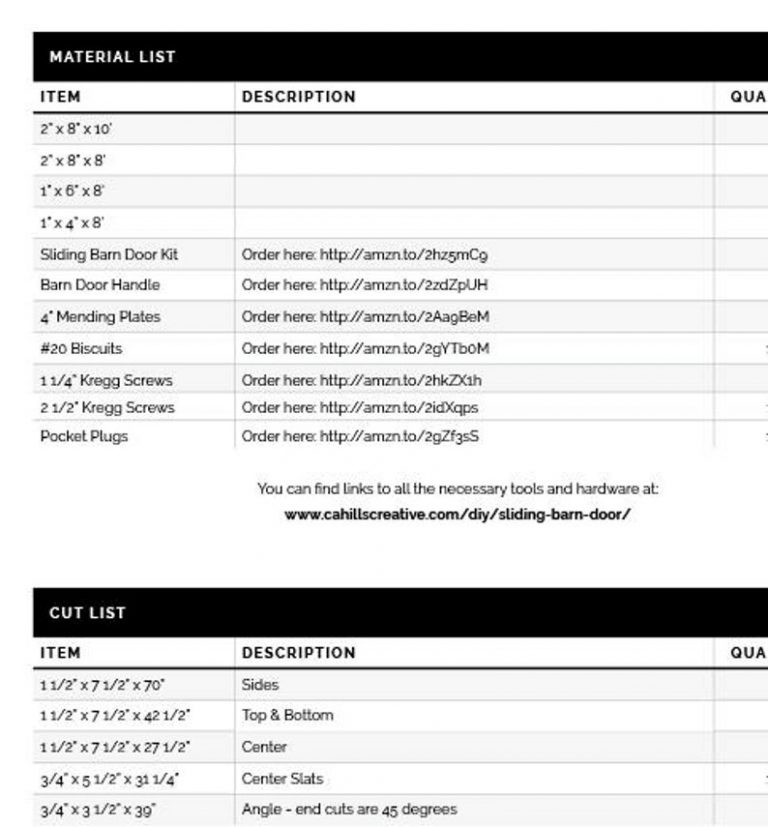 MATERIAL LIST
ITEM DESCRIPTION QUA
2" x 8" x 10'
2" x 8" x 8'
1" x 6" x 8'
1" x 4" x 8'
Sliding Barn Door Kit Order here: http://amzn.to/2hz5mC9
Barn Door Handle Order here: http://amzn.to/2zdZpUH
4" Mending Plates Order here: http://amzn.to/2Aa9BeM
#20 Biscuits Order here: http://amzn.to/2gYTb0M
1 1/4" Kregg Screws Order here: http://amzn.to/2hkZX1h
2 1/2" Kregg Screws Order here: http://amzn.to/2idXqps
Pocket Plugs Order here: http://amzn.to/2gZf3sS
You can find links to all the necessary tools and hardware at:
www.cahillscreative.com/diy/sliding-barn-door/
CUT LIST
ITEM DESCRIPTION QUA
1 1/2" x 7 1/2" x 70" Sides
1 1/2" x 7 1/2" x 42 1/2" Top & Bottom
1 1/2" x 7 1/2" x 27 1/2" Center
3/4" x 5 1/2" x 31 1/4" Center Slats
3/4" x 3 1/2" x 39" Angle - end cuts are 45 degrees